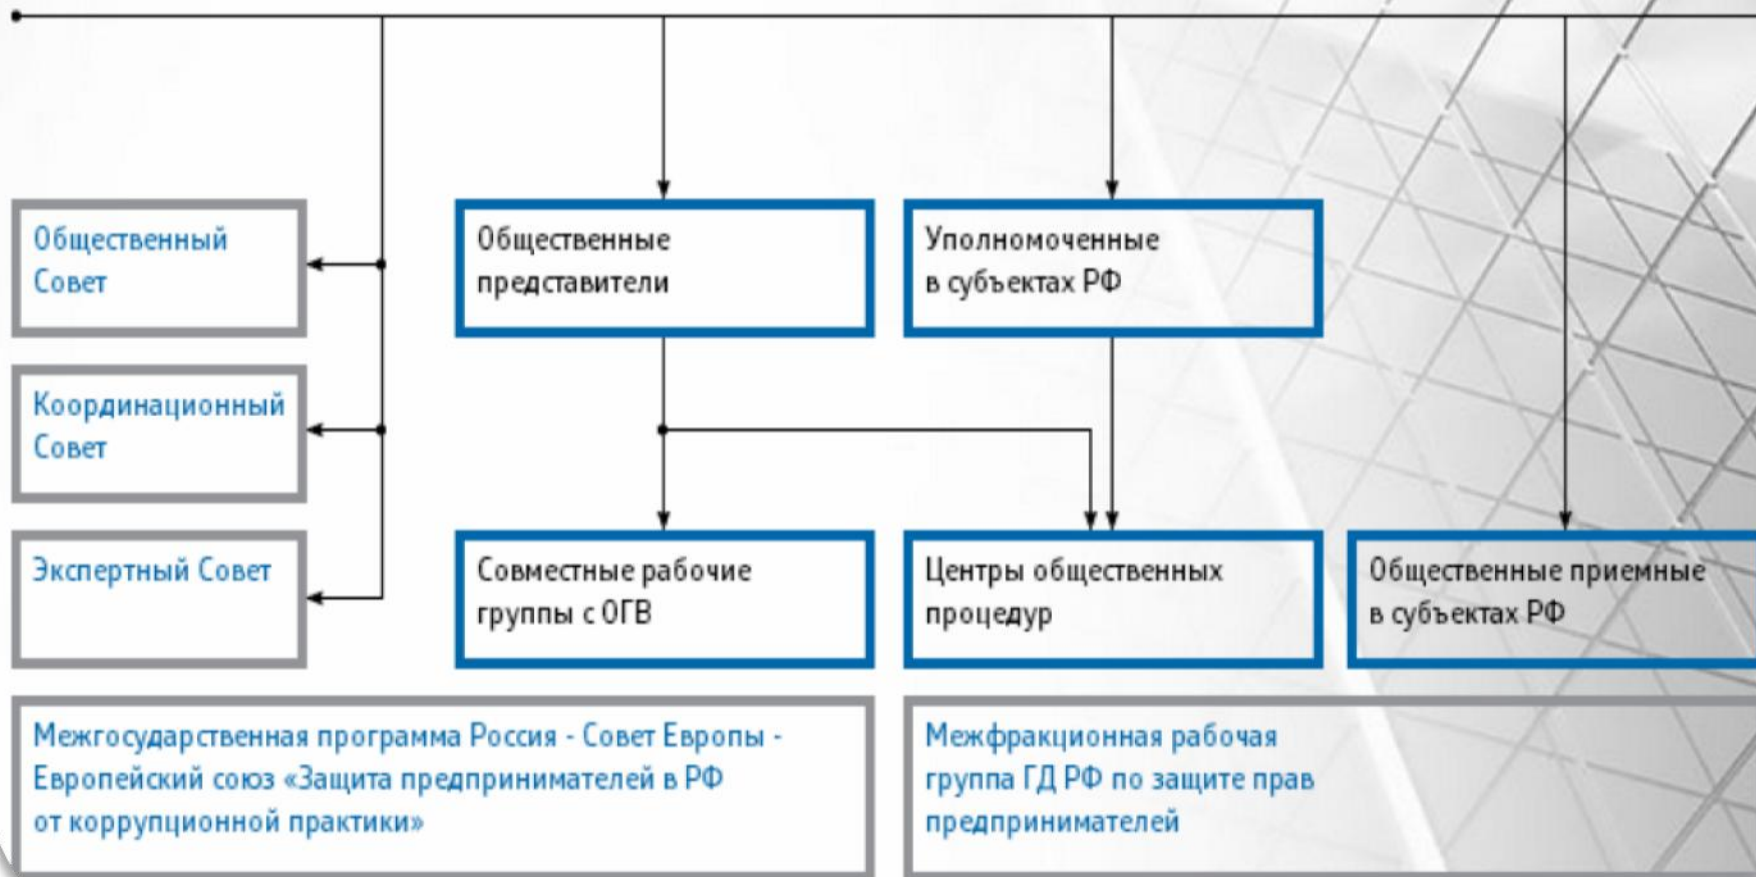 Общественный
Совет
Общественные
представители
Уполномоченные
в субъектах РФ
Координационный
Совет
Экспертный Совет
Совместные рабочие
группы с ОГВ
Центры общественных
процедур
Общественные приемные
в субъектах РФ
Межгосударственная программа Россия - Совет Европы -
Европейский союз «Защита предпринимателей в РФ
от коррупционной практики»
Межфракционная рабочая
группа ГД РФ по защите прав
предпринимателей